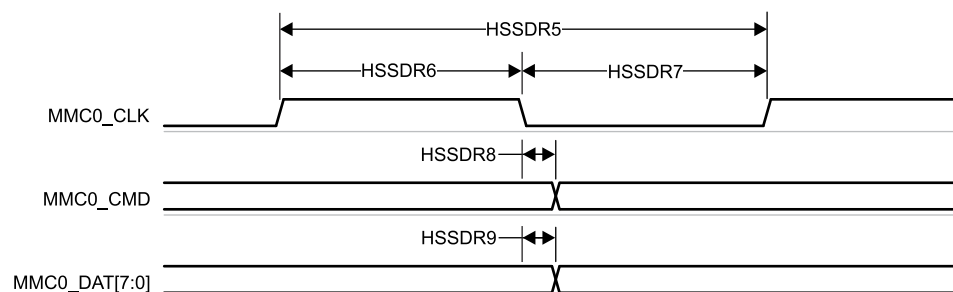 HSSDR5
HSSDR6
HSSDR7
MMC0_CLK
HSSDR8
MMC0_CMD
HSSDR9
MMC0_DAT[7:0]